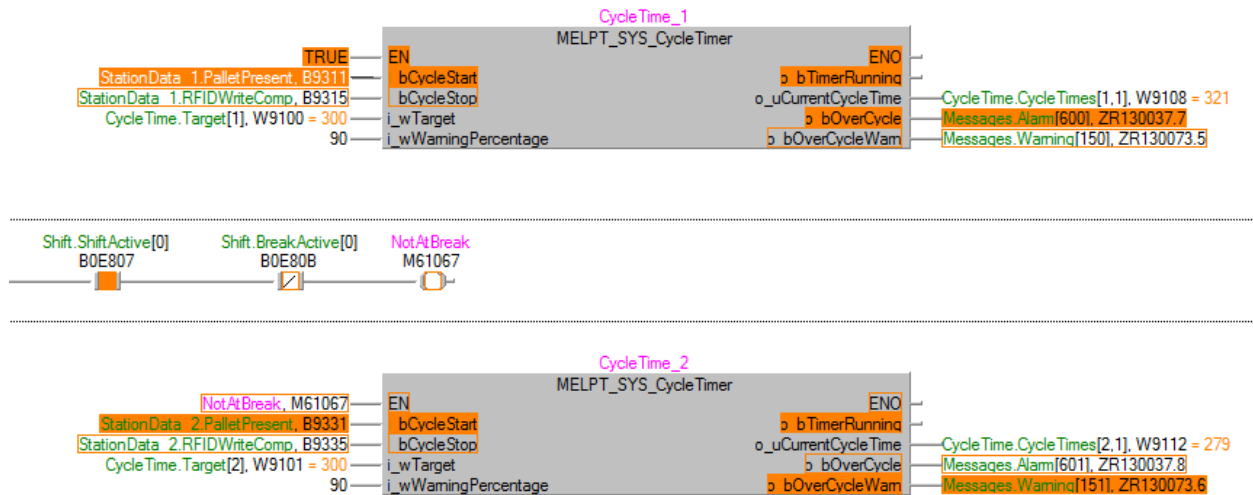 CycleTime_1
MELPT_SYS_CycleTimer
TRUE EN ENO
StationData_1.PalletPresent, B9311 bCycleStart o_bTimerRunning
StationData_1.RFIDWriteComp, B9315 bCycleStop o_uCurrentCycleTime CycleTime.CycleTimes[1,1], W9108 = 321
CycleTime.Target[1], W9100 = 300 i_wTarget o_bOverCycle Messages.Alarm[600], ZR130037.7
90 i_wWarningPercentage o_bOverCycleWarn Messages.Warning[150], ZR130073.5
Shift.ShiftActive[0] Shift.BreakActive[0] NotAtBreak
B0E807 B0E80B M61067
CycleTime_2
MELPT_SYS_CycleTimer
NotAtBreak, M61067 EN ENO
StationData_2.PalletPresent, B9331 bCycleStart o_bTimerRunning
StationData_2.RFIDWriteComp, B9335 bCycleStop o_uCurrentCycleTime CycleTime.CycleTimes[2,1], W9112 = 279
CycleTime.Target[2], W9101 = 300 i_wTarget o_bOverCycle Messages.Alarm[601], ZR130037.8
90 i_wWarningPercentage o_bOverCycleWarn Messages.Warning[151], ZR130073.6